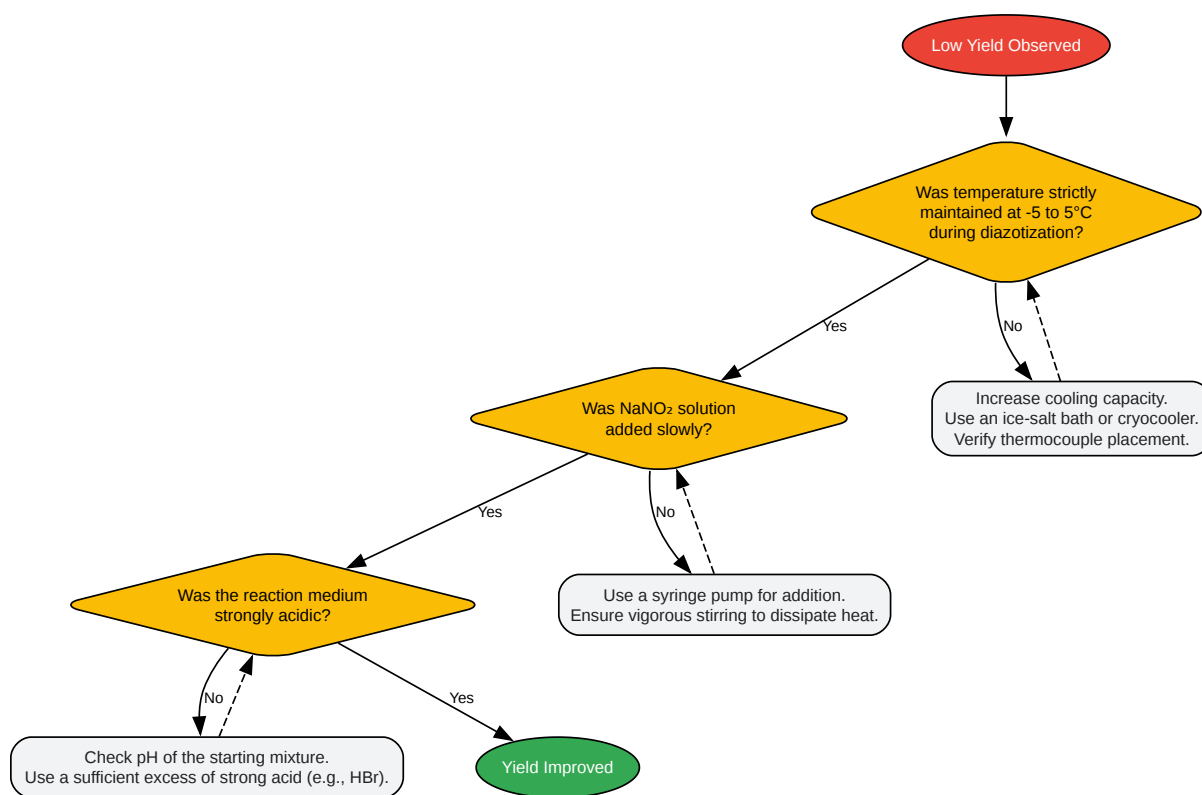 Low Yield Observed
Was temperature strictly
maintained at -5 to 5°C
during diazotization?
Yes
No
Increase cooling capacity.
Use an ice-salt bath or cryocooler.
Verify thermocouple placement.
Was NaNO₂ solution
added slowly?
Yes
No
Use a syringe pump for addition.
Ensure vigorous stirring to dissipate heat.
Was the reaction medium
strongly acidic?
No
Yes
Check pH of the starting mixture.
Use a sufficient excess of strong acid (e.g., HBr).
Yield Improved